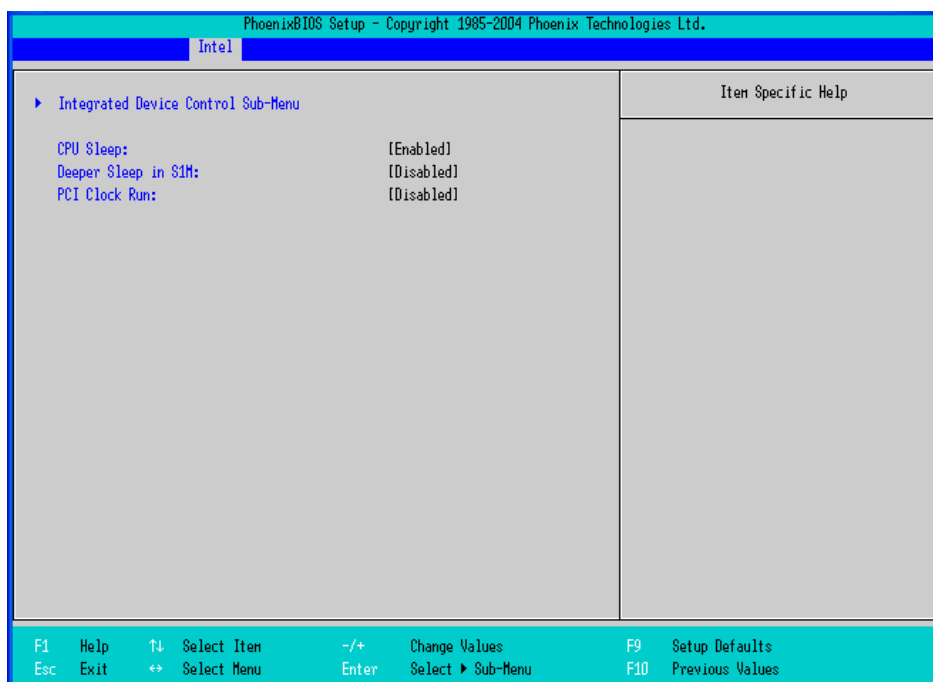 PhoenixBIOS Setup - Copyright 1985-2004 Phoenix Technologies Ltd.
Intel
Integrated Device Control Sub-Menu
CPU Sleep: [Enabled]
Deeper Sleep in S1M: [Disabled]
PCI Clock Run: [Disabled]
Item Specific Help
F1 Help ↑↓ Select Item -/+ Change Values F9 Setup Defaults
Esc Exit ↔ Select Menu Enter Select ▶ Sub-Menu F10 Previous Values